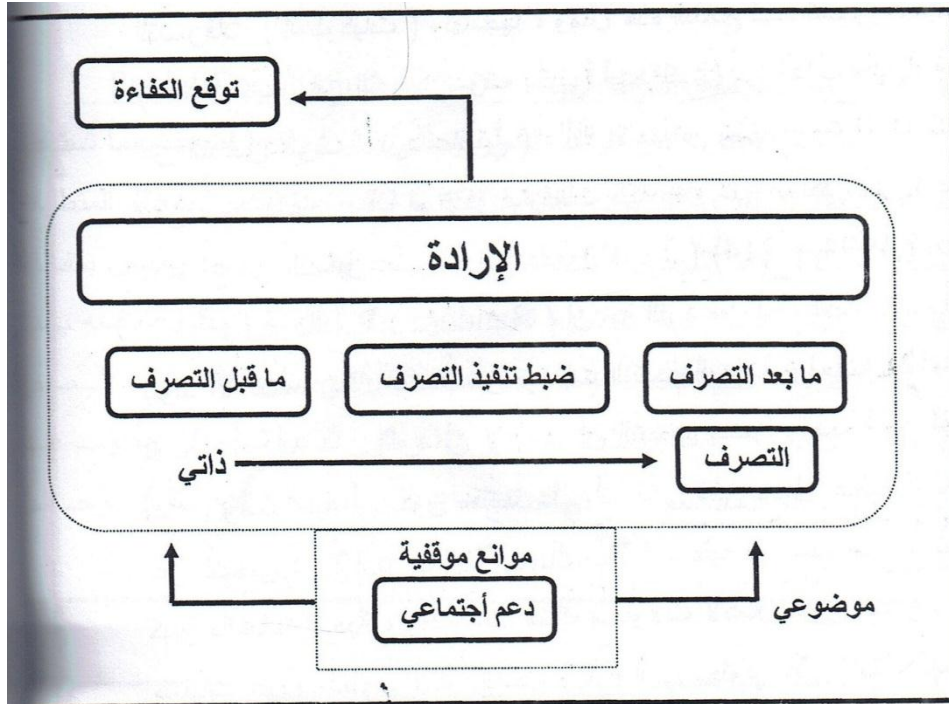 توقع الكفاءة
الإرادة
ما بعد التصرف
ضبط تنفيذ التصرف
ما قبل التصرف
التصرف
ذاتي
موانع موقفية
دعم أجتماعي
موضوعي